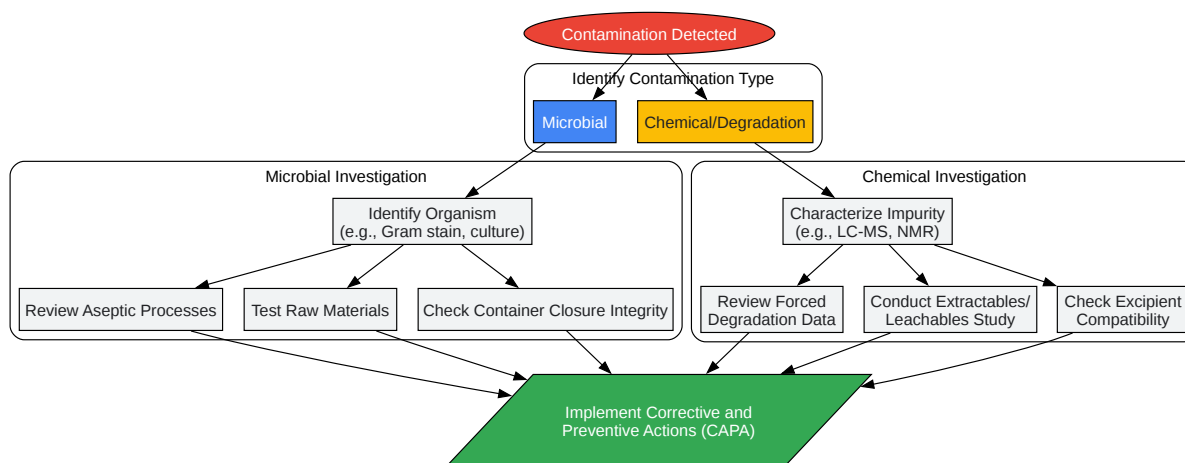 Contamination Detected
Identify Contamination Type
Microbial
Chemical/Degradation
Microbial Investigation
Chemical Investigation
Identify Organism
(e.g., Gram stain, culture)
Characterize Impurity
(e.g., LC-MS, NMR)
Review Aseptic Processes
Test Raw Materials
Check Container Closure Integrity
Review Forced
Degradation Data
Conduct Extractables/
Leachables Study
Check Excipient
Compatibility
Implement Corrective and
Preventive Actions (CAPA)